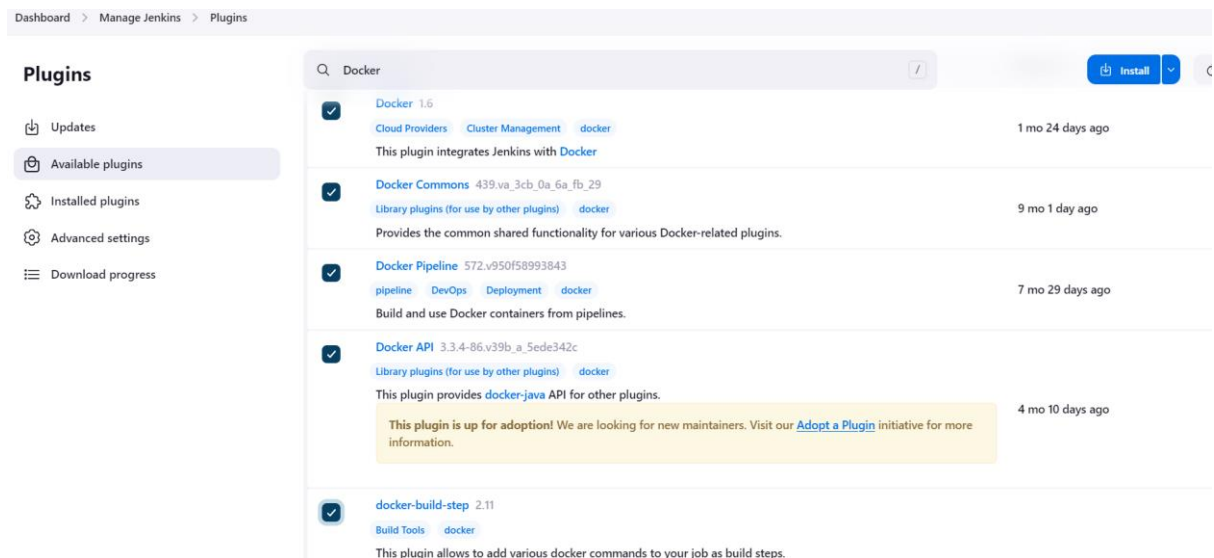 Dashboard > Manage Jenkins > Plugins
Plugins
Updates
Available plugins
Installed plugins
Advanced settings
Download progress
Docker /
Install
Docker 1.6
Cloud Providers Cluster Management docker
This plugin integrates Jenkins with Docker
1 mo 24 days ago
Docker Commons 439.va_3cb_0a_6a_fb_29
Library plugins (for use by other plugins) docker
Provides the common shared functionality for various Docker-related plugins.
9 mo 1 day ago
Docker Pipeline 572.v950f58993843
pipeline DevOps Deployment docker
Build and use Docker containers from pipelines.
7 mo 29 days ago
Docker API 3.3.4-86.v39b_a_5ede342c
Library plugins (for use by other plugins) docker
This plugin provides docker-java API for other plugins.
This plugin is up for adoption! We are looking for new maintainers. Visit our Adopt a Plugin initiative for more
information.
4 mo 10 days ago
docker-build-step 2.11
Build Tools docker
This plugin allows to add various docker commands to your job as build steps.